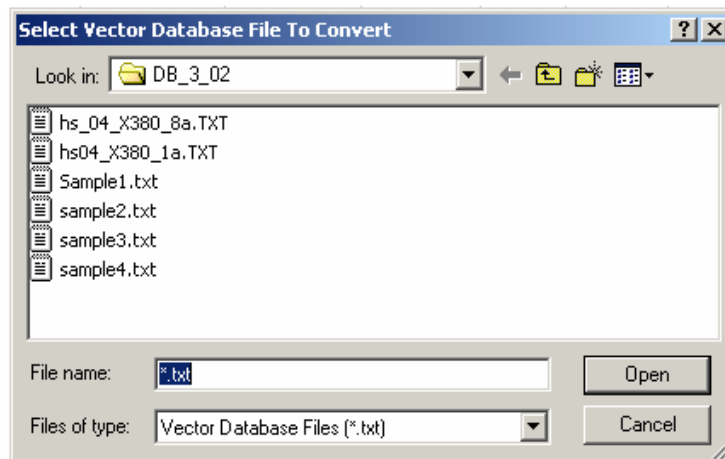 Select Vector Database File To Convert
Look in: DB_3_02
hs_04_X380_8a.TXT
hs04_X380_1a.TXT
Sample1.txt
sample2.txt
sample3.txt
sample4.txt
File name: *.txt Open
Files of type: Vector Database Files (*.txt) Cancel